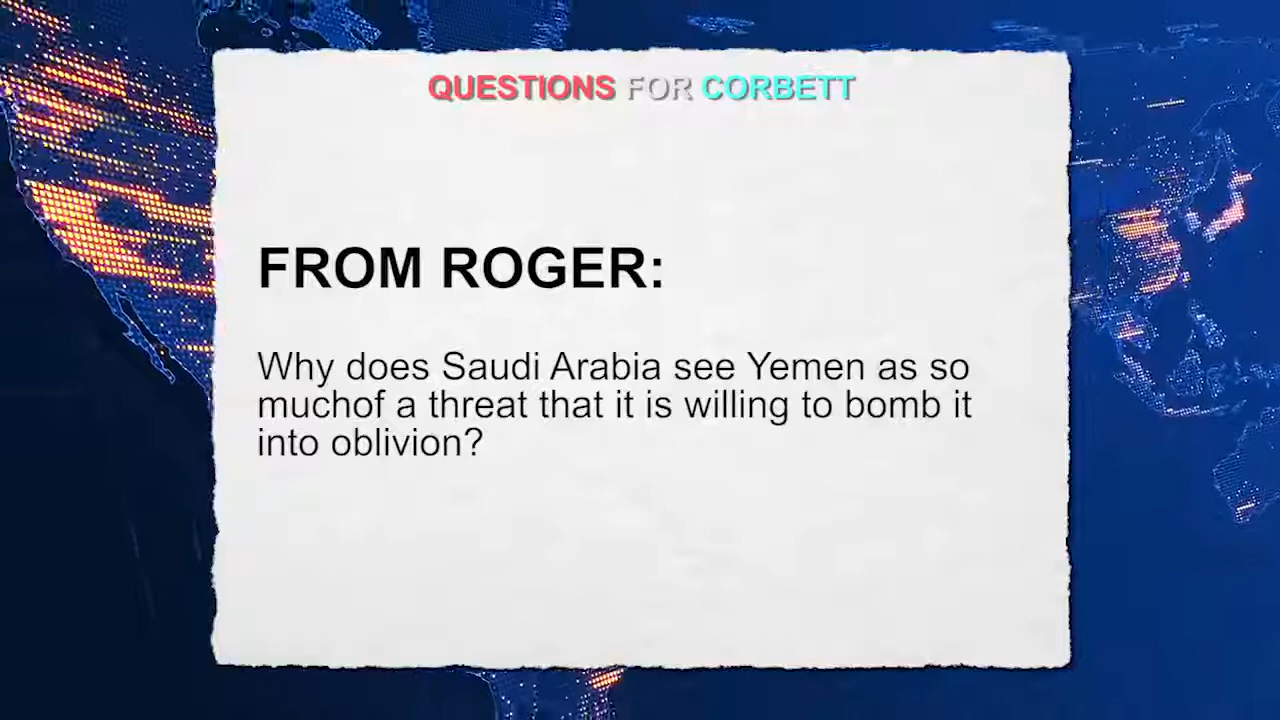 QUESTIONS FOR CORBETT
FROM ROGER:
Why does Saudi Arabia see Yemen as so
muchof a threat that it is willing to bomb it
into oblivion?